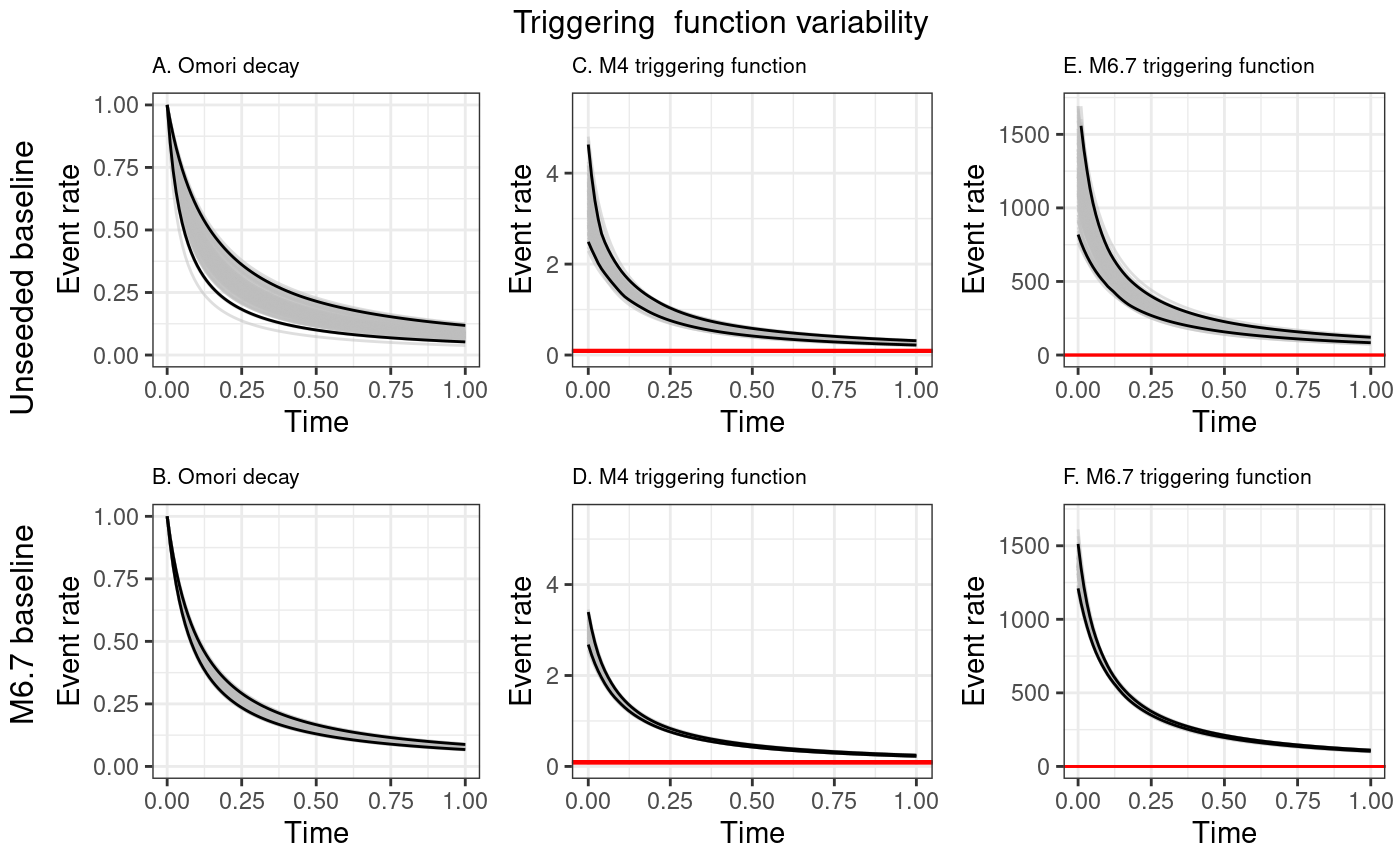 Triggering  function variability
Unseeded baseline
A. Omori decay
Event rate
1.00
0.75
0.50
0.25
0.00
0.00 0.25 0.50 0.75 1.00
Time
C. M4 triggering function
Event rate
4
2
0
0.00 0.25 0.50 0.75 1.00
Time
E. M6.7 triggering function
Event rate
1500
1000
500
0
0.00 0.25 0.50 0.75 1.00
Time
M6.7 baseline
B. Omori decay
Event rate
1.00
0.75
0.50
0.25
0.00
0.00 0.25 0.50 0.75 1.00
Time
D. M4 triggering function
Event rate
4
2
0
0.00 0.25 0.50 0.75 1.00
Time
F. M6.7 triggering function
Event rate
1500
1000
500
0
0.00 0.25 0.50 0.75 1.00
Time